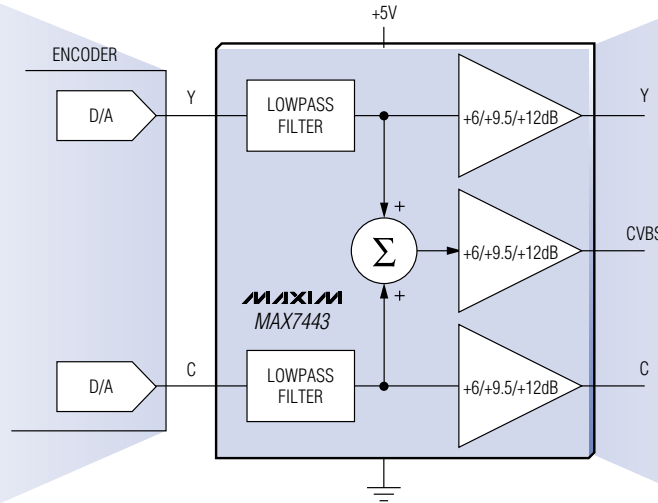 +5V
ENCODER
D/A
Y
LOWPASS
FILTER
+6/+9.5/+12dB
Y
+
Σ
+6/+9.5/+12dB
CVBS
+
MAXIM
MAX7443
D/A
C
LOWPASS
FILTER
+6/+9.5/+12dB
C